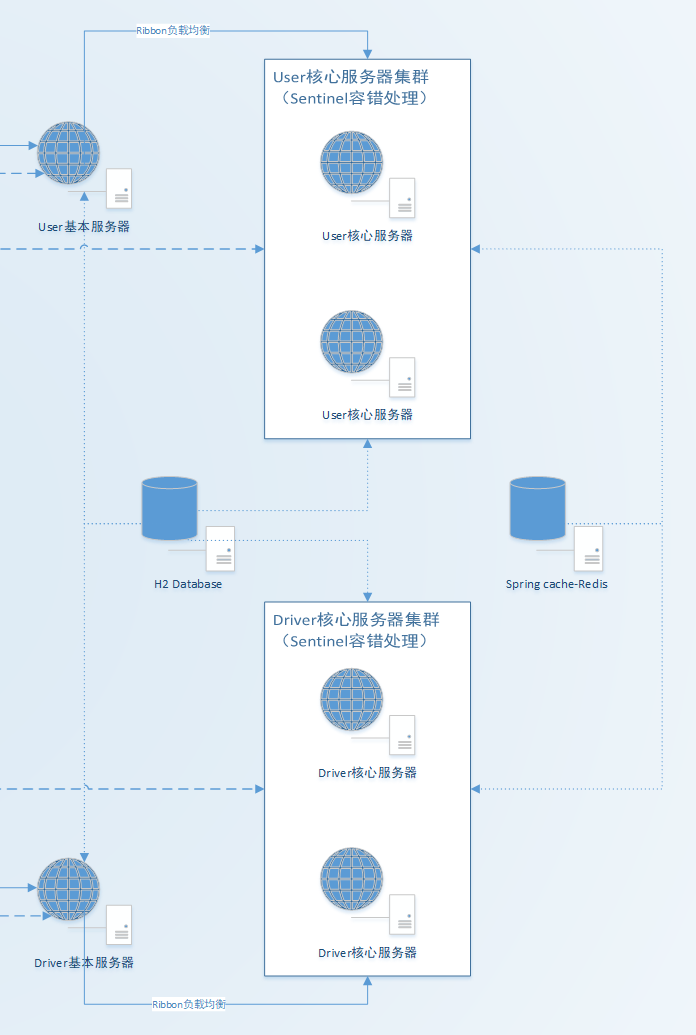 Ribbon负载均衡
User核心服务器集群
（Sentinel容错处理）
User基本服务器
User核心服务器
User核心服务器
H2 Database
Spring cache-Redis
Driver核心服务器集群
（Sentinel容错处理）
Driver核心服务器
Driver核心服务器
Driver基本服务器
Ribbon负载均衡